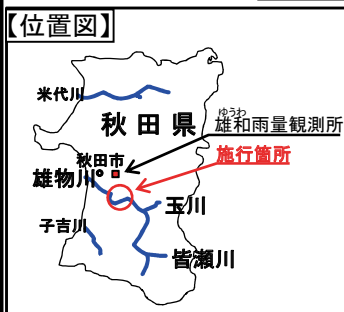 【位置図】
米代川
秋田県
ゆうわ
雄和雨量観測所
施行箇所
秋田市
雄物川
玉川
子吉川
皆瀬川